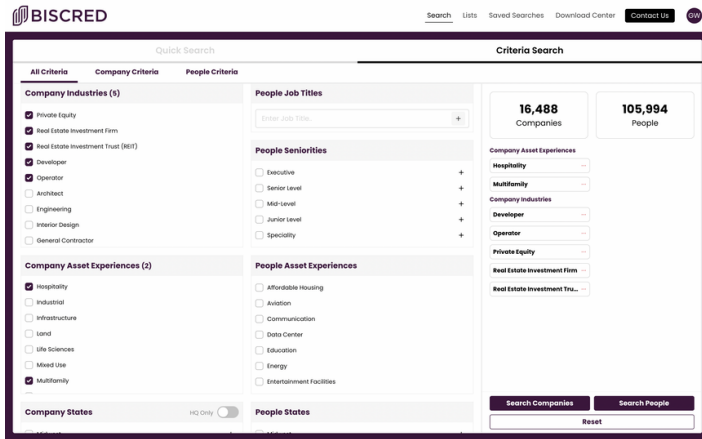 BISCRED
Search Lists Saved Searches Download Center Contact Us GW
Quick Search
Criteria Search
All Criteria Company Criteria People Criteria
Company Industries (5)
Private Equity
Real Estate Investment Firm
Real Estate Investment Trust (REIT)
Developer
Operator
Architect
Engineering
Interior Design
General Contractor
Company Asset Experiences (2)
Hospitality
Industrial
Infrastructure
Land
Life Sciences
Mixed Use
Multifamily
Company States HQ Only
People Job Titles
Enter Job Title...
People Seniorities
Executive +
Senior Level +
Mid-Level +
Junior Level +
Speciality +
People Asset Experiences
Affordable Housing
Aviation
Communication
Data Center
Education
Energy
Entertainment Facilities
People States
16,488
Companies
105,994
People
Company Asset Experiences
Hospitality
Multifamily
Company Industries
Developer
Operator
Private Equity
Real Estate Investment Firm
Real Estate Investment Tru...
Search Companies
Search People
Reset